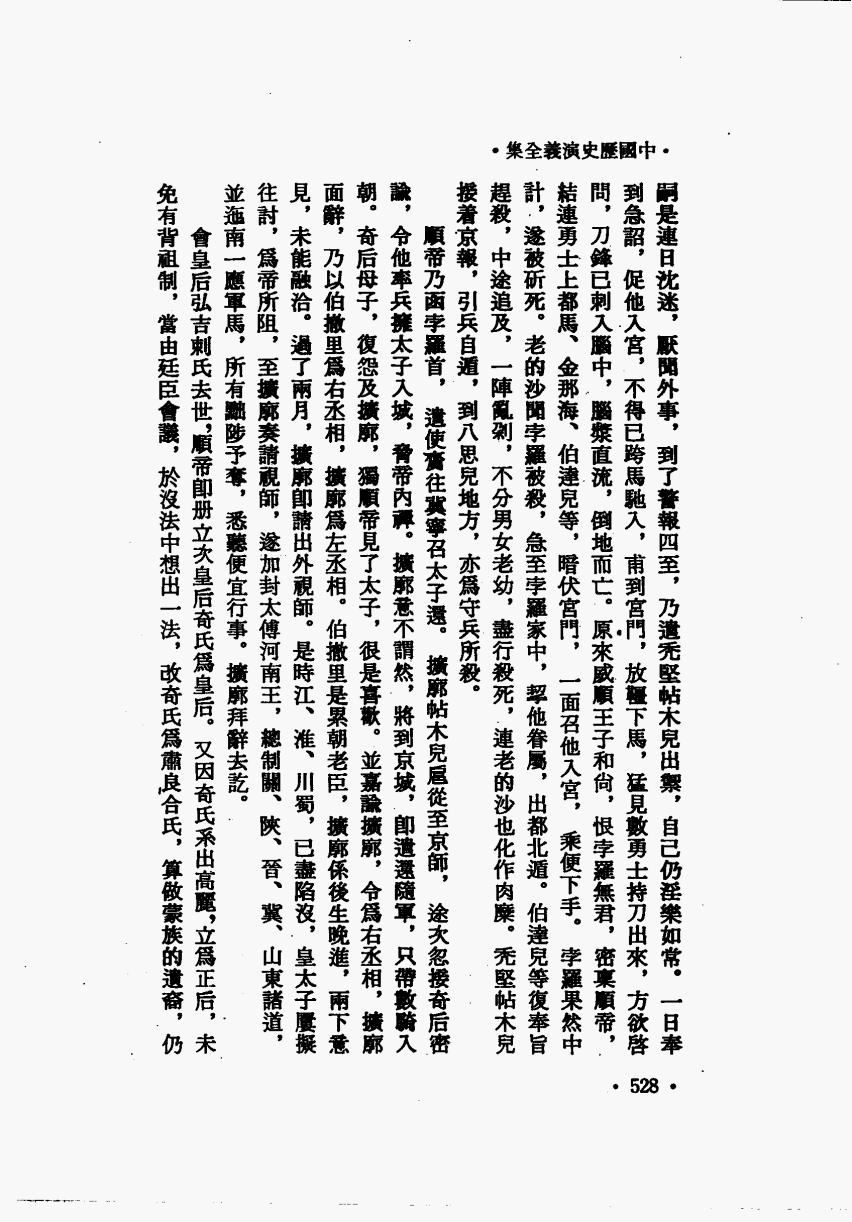 ·中國歷史演義全集·
嗣是連日沈迷，厭聞外事，到了警報四至，乃遣禿堅帖木兒出禦，自己仍淫樂如常。一日奉
到急詔，促他入宮，不得已跨馬馳入，甫到宮門，放韁下馬，猛見數勇士持刀出來，方欲啓
問，刀鋒已刺入腦中，腦漿直流，倒地而亡。原來威順王子和尙，恨孛羅無君，密稟順帝，
結連勇士上都馬、金那海、伯達兒等，暗伏宮門，一面召他入宮，乘便下手。孛羅果然中
計，遂被斫死。老的沙聞孛羅被殺，急至孛羅家中，挈他眷屬，出都北遁。伯達兒等復奉旨
趕殺，中途追及，一陣亂剁，不分男女老幼，盡行殺死，連老的沙也化作肉糜。禿堅帖木兒
接着京報，引兵自遁，到八思兒地方，亦爲守兵所殺。
順帝乃函孛羅首，遣使齎往冀寧召太子還。擴廓帖木兒扈從至京師，途次忽接奇后密
諭，令他率兵擁太子入城，脅帝內禪。擴廓意不謂然，將到京城，卽遣還隨軍，只帶數騎入
朝。奇后母子，復怨及擴廓，獨順帝見了太子，很是喜歡。並嘉諭擴廓，令爲右丞相，擴廓
面辭，乃以伯撤里爲右丞相，擴廓爲左丞相。伯撤里是累朝老臣，擴廓係後生晚進，兩下意
見，未能融洽。過了兩月，擴廓卽請出外視師。是時江、淮、川蜀，已盡陷沒，皇太子屢擬
往討，爲帝所阻，至擴廓奏請視師，遂加封太傅河南王，總制關、陝、晉、冀、山東諸道，
並迤南一應軍馬，所有黜陟予奪，悉聽便宜行事。擴廓拜辭去訖。
會皇后弘吉剌氏去世，順帝卽册立次皇后奇氏爲皇后。又因奇氏系出高麗，立爲正后，未
免有背祖制，當由廷臣會議，於沒法中想出一法，改奇氏爲肅良合氏，算做蒙族的遺裔，仍
·528·